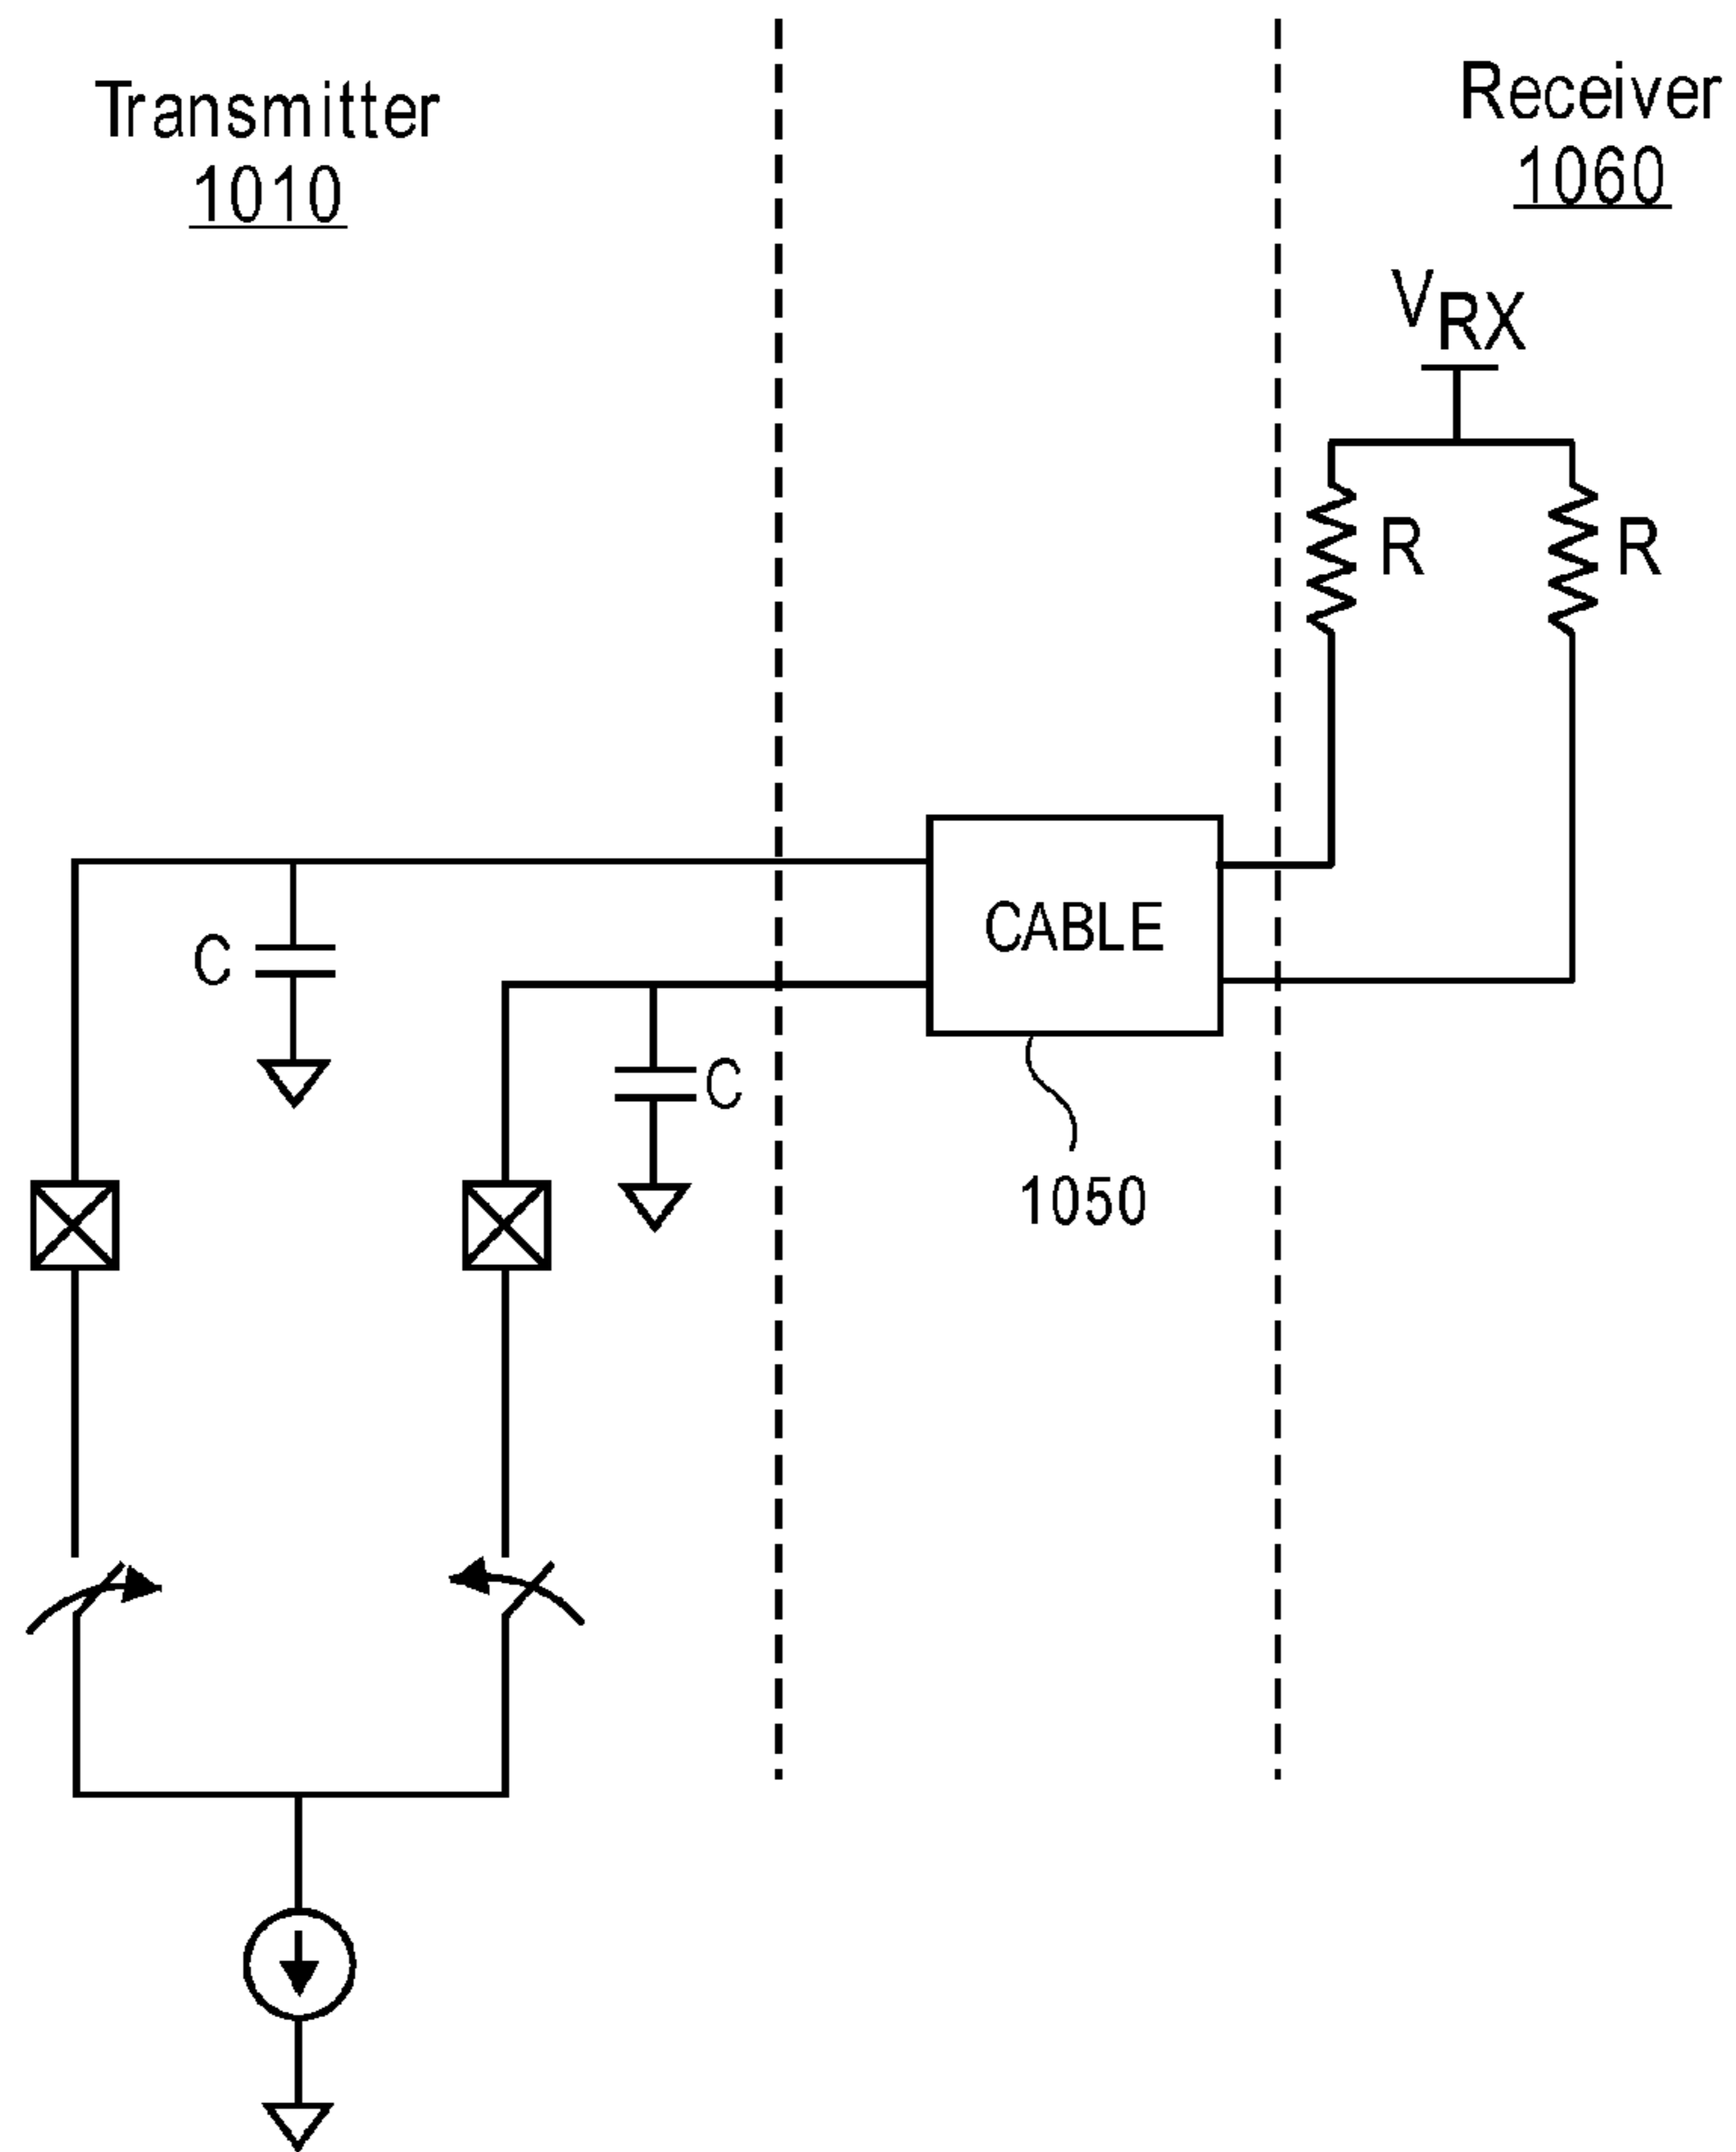 Transmitter
1010
Receiver
1060
VRX
R
R
CABLE
C
C
1050